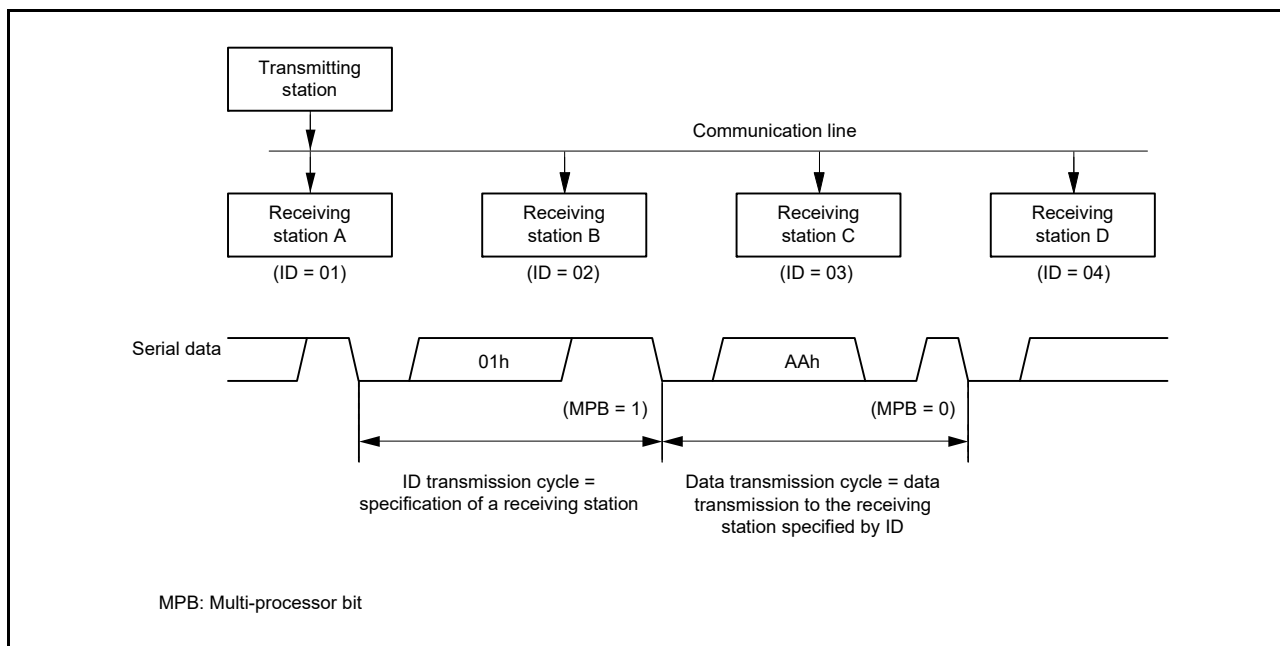 Transmitting
station
Communication line
Receiving
station A
Receiving
station B
Receiving
station C
Receiving
station D
(ID = 01)
(ID = 02)
(ID = 03)
(ID = 04)
Serial data
01h
AAh
(MPB = 1)
(MPB = 0)
ID transmission cycle =
specification of a receiving station
Data transmission cycle = data
transmission to the receiving
station specified by ID
MPB: Multi-processor bit